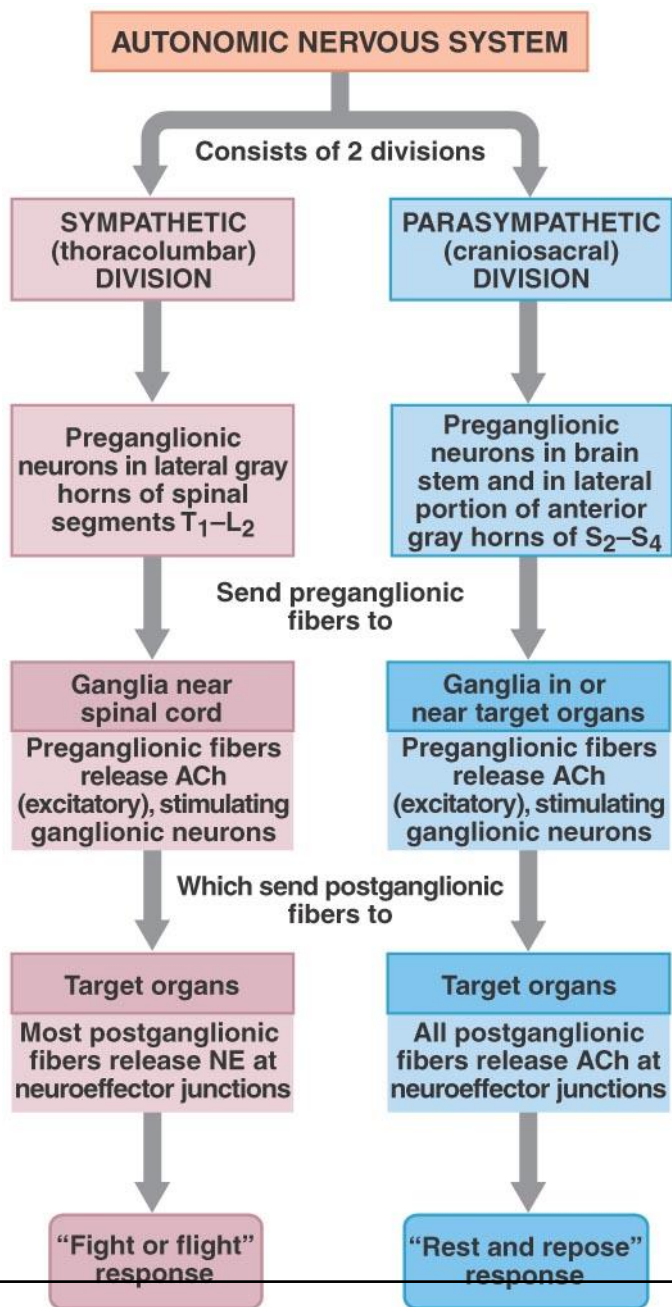 AUTONOMIC NERVOUS SYSTEM
Consists of 2 divisions
SYMPATHETIC
(thoracolumbar)
DIVISION
PARASYMPATHETIC
(craniosacral)
DIVISION
Preganglionic
neurons in lateral gray
horns of spinal
segments T₁–L₂
Preganglionic
neurons in brain
stem and in lateral
portion of anterior
gray horns of S₂–S₄
Send preganglionic
fibers to
Ganglia near
spinal cord
Preganglionic fibers
release ACh
(excitatory), stimulating
ganglionic neurons
Ganglia in or
near target organs
Preganglionic fibers
release ACh
(excitatory), stimulating
ganglionic neurons
Which send postganglionic
fibers to
Target organs
Most postganglionic
fibers release NE at
neuroeffector junctions
Target organs
All postganglionic
fibers release ACh at
neuroeffector junctions
“Fight or flight”
response
“Rest and repose”
response